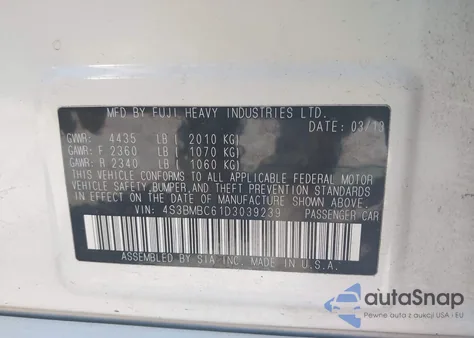 MFD BY FUJI HEAVY INDUSTRIES LTD.
DATE: 03/13
GVWR: 4435 LB ( 2010 KG)
GAWR: F 2360 LB ( 1070 KG)
GAWR: R 2340 LB ( 1060 KG)
THIS VEHICLE CONFORMS TO ALL APPLICABLE FEDERAL MOTOR
VEHICLE SAFETY,BUMPER,AND THEFT PREVENTION STANDARDS
IN EFFECT ON THE DATE OF MANUFACTURE SHOWN ABOVE.
VIN: 4S3BMBC61D3039239 PASSENGER CAR
ASSEMBLED BY SIA INC. MADE IN U.S.A.
autoSnap
Portal z cenami aukcji USA - EU